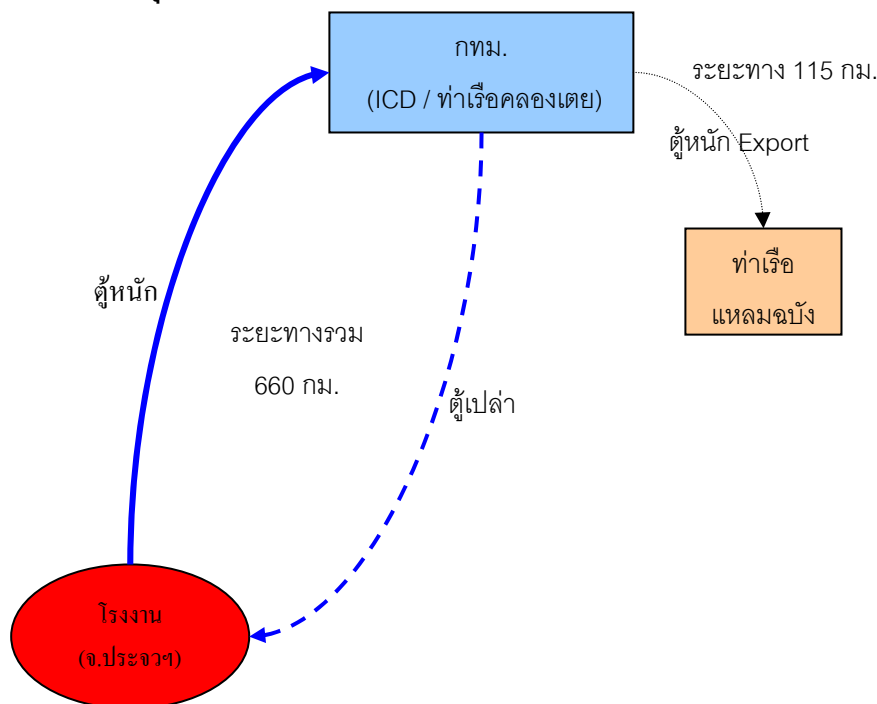 กทม.
(ICD / ท่าเรือคลองเตย)
ระยะทาง 115 กม.
ตู้หนัก Export
ท่าเรือ
แหลมฉบัง
ตู้หนัก
ระยะทางรวม
660 กม.
ตู้เปล่า
โรงงาน
(จ.ประจวฯ)